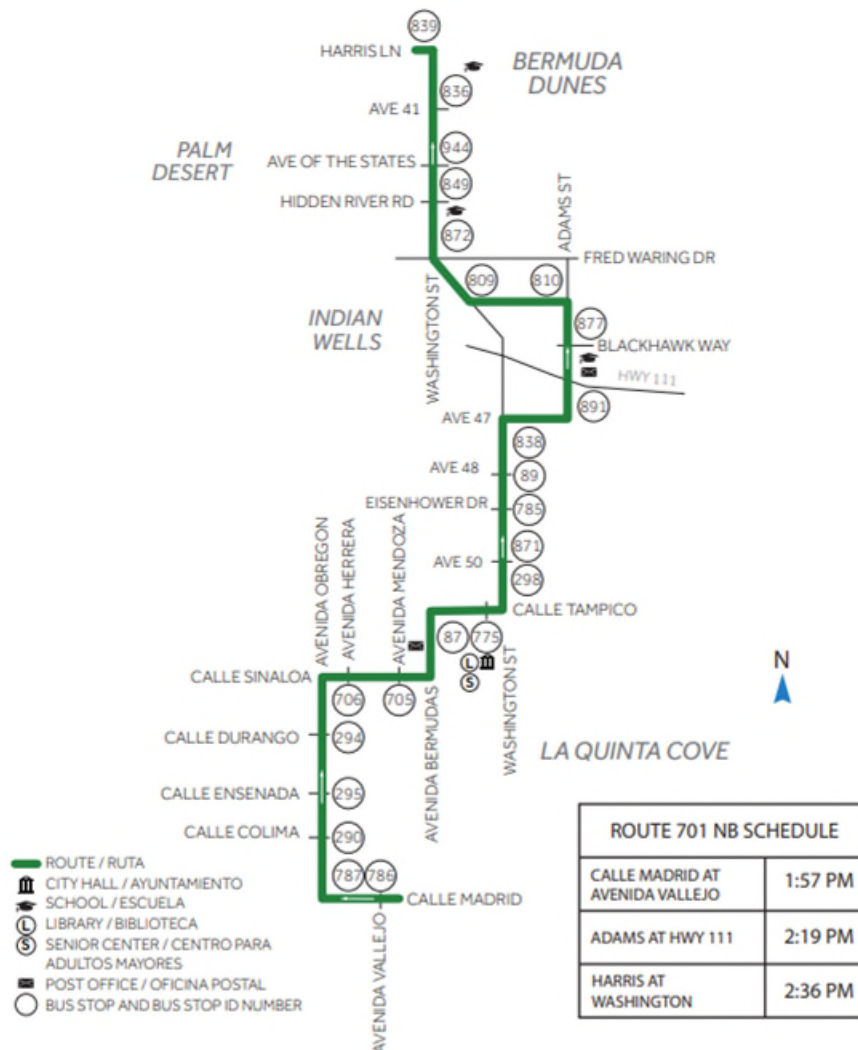 839
HARRIS LN
BERMUDA
DUNES
836
AVE 41
PALM
DESERT
944
AVE OF THE STATES
849
HIDDEN RIVER RD
872
ADAMS ST
FRED WARING DR
WASHINGTON ST
809
810
INDIAN
WELLS
877
BLACKHAWK WAY
HWY 111
891
AVE 47
838
AVE 48
89
EISENHOWER DR
785
871
AVE 50
298
CALLE TAMPICO
AVENIDA OBREGON
AVENIDA HERRERA
AVENIDA MENDOZA
87
775
L
S
WASHINGTON ST
AVENIDA BERMUDAS
N
CALLE SINALOA
706
705
CALLE DURANGO
294
LA QUINTA COVE
CALLE ENSENADA
295
CALLE COLIMA
290
787
786
CALLE MADRID
AVENIDA VALLEJO
ROUTE / RUTA
CITY HALL / AYUNTAMIENTO
SCHOOL / ESCUELA
L LIBRARY / BIBLIOTECA
S SENIOR CENTER / CENTRO PARA
ADULTOS MAYORES
POST OFFICE / OFICINA POSTAL
BUS STOP AND BUS STOP ID NUMBER
ROUTE 701 NB SCHEDULE
CALLE MADRID AT
AVENIDA VALLEJO 1:57 PM
ADAMS AT HWY 111 2:19 PM
HARRIS AT
WASHINGTON 2:36 PM